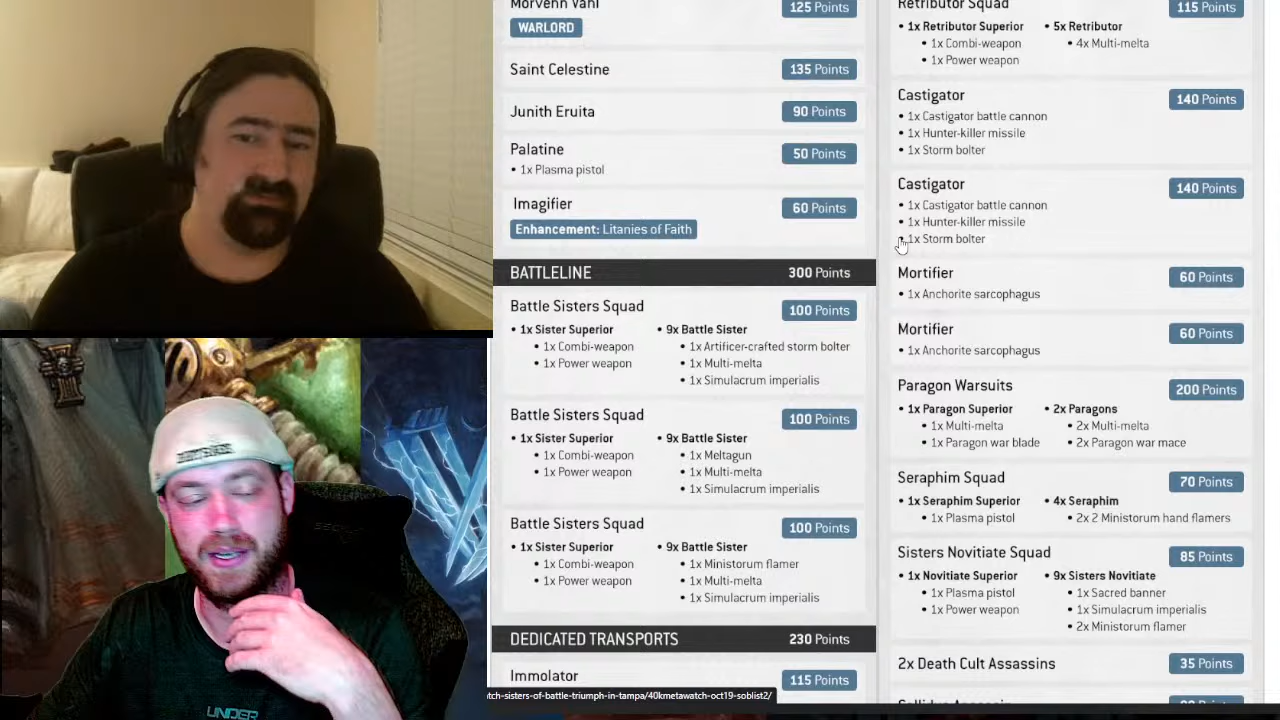 Morvenn Vahl
125 Points
WARLORD
Saint Celestine
135 Points
Junith Eruita
90 Points
Palatine
50 Points
• 1x Plasma pistol
Imagifier
60 Points
Enhancement: Litanies of Faith
BATTLELINE
300 Points
Battle Sisters Squad
100 Points
• 1x Sister Superior
• 1x Combi-weapon
• 1x Power weapon
• 9x Battle Sister
• 1x Artificer-crafted storm bolter
• 1x Multi-melta
• 1x Simulacrum imperialis
Battle Sisters Squad
100 Points
• 1x Sister Superior
• 1x Combi-weapon
• 1x Power weapon
• 9x Battle Sister
• 1x Meltagun
• 1x Multi-melta
• 1x Simulacrum imperialis
Battle Sisters Squad
100 Points
• 1x Sister Superior
• 1x Combi-weapon
• 1x Power weapon
• 9x Battle Sister
• 1x Ministorum flamer
• 1x Multi-melta
• 1x Simulacrum imperialis
DEDICATED TRANSPORTS
230 Points
Immolator
115 Points
tch-sisters-of-battle-triumph-in-tampa/40kmetawatch-oct19-soblist2/
Retributor Squad
115 Points
• 1x Retributor Superior
• 1x Combi-weapon
• 1x Power weapon
• 5x Retributor
• 4x Multi-melta
Castigator
140 Points
• 1x Castigator battle cannon
• 1x Hunter-killer missile
• 1x Storm bolter
Castigator
140 Points
• 1x Castigator battle cannon
• 1x Hunter-killer missile
• 1x Storm bolter
Mortifier
60 Points
• 1x Anchorite sarcophagus
Mortifier
60 Points
• 1x Anchorite sarcophagus
Paragon Warsuits
200 Points
• 1x Paragon Superior
• 1x Multi-melta
• 1x Paragon war blade
• 2x Paragons
• 2x Multi-melta
• 2x Paragon war mace
Seraphim Squad
70 Points
• 1x Seraphim Superior
• 1x Plasma pistol
• 4x Seraphim
• 2x 2 Ministorum hand flamers
Sisters Novitiate Squad
85 Points
• 1x Novitiate Superior
• 1x Plasma pistol
• 1x Power weapon
• 9x Sisters Novitiate
• 1x Sacred banner
• 1x Simulacrum imperialis
• 2x Ministorum flamer
2x Death Cult Assassins
35 Points
UNDER